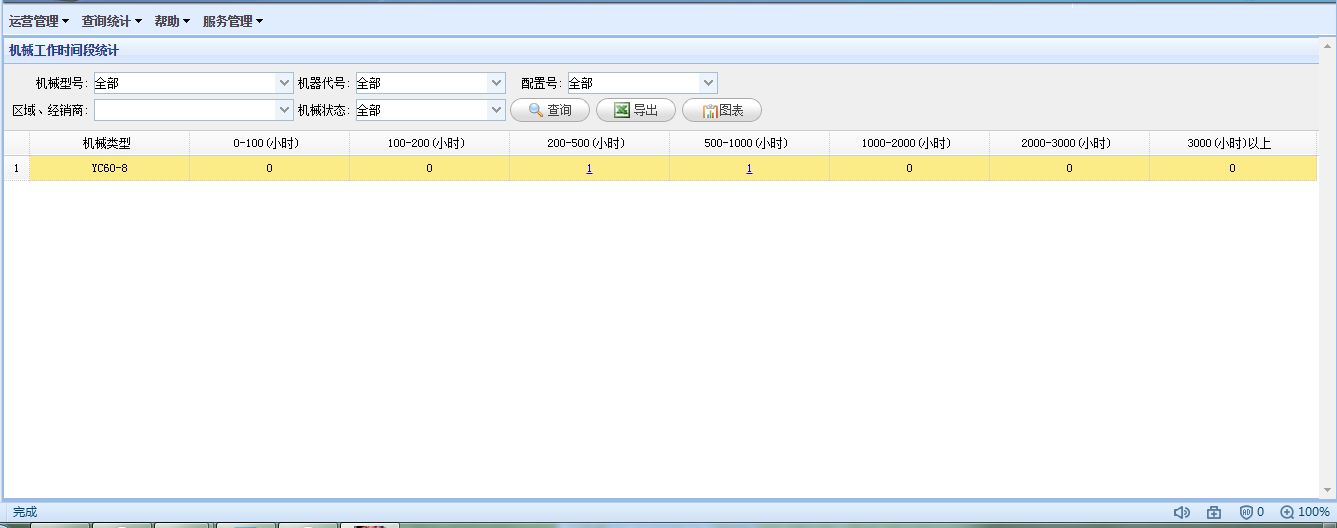 运营管理 查询统计 帮助 服务管理
机械工作时间段统计
机械型号: 全部 机器代号: 全部 配置号: 全部
区域、经销商: 机械状态: 全部 查询 导出 图表
机械类型 0-100(小时) 100-200(小时) 200-500(小时) 500-1000(小时) 1000-2000(小时) 2000-3000(小时) 3000(小时)以上
1 YC60-8 0 0 1 1 0 0 0
完成 0 100%